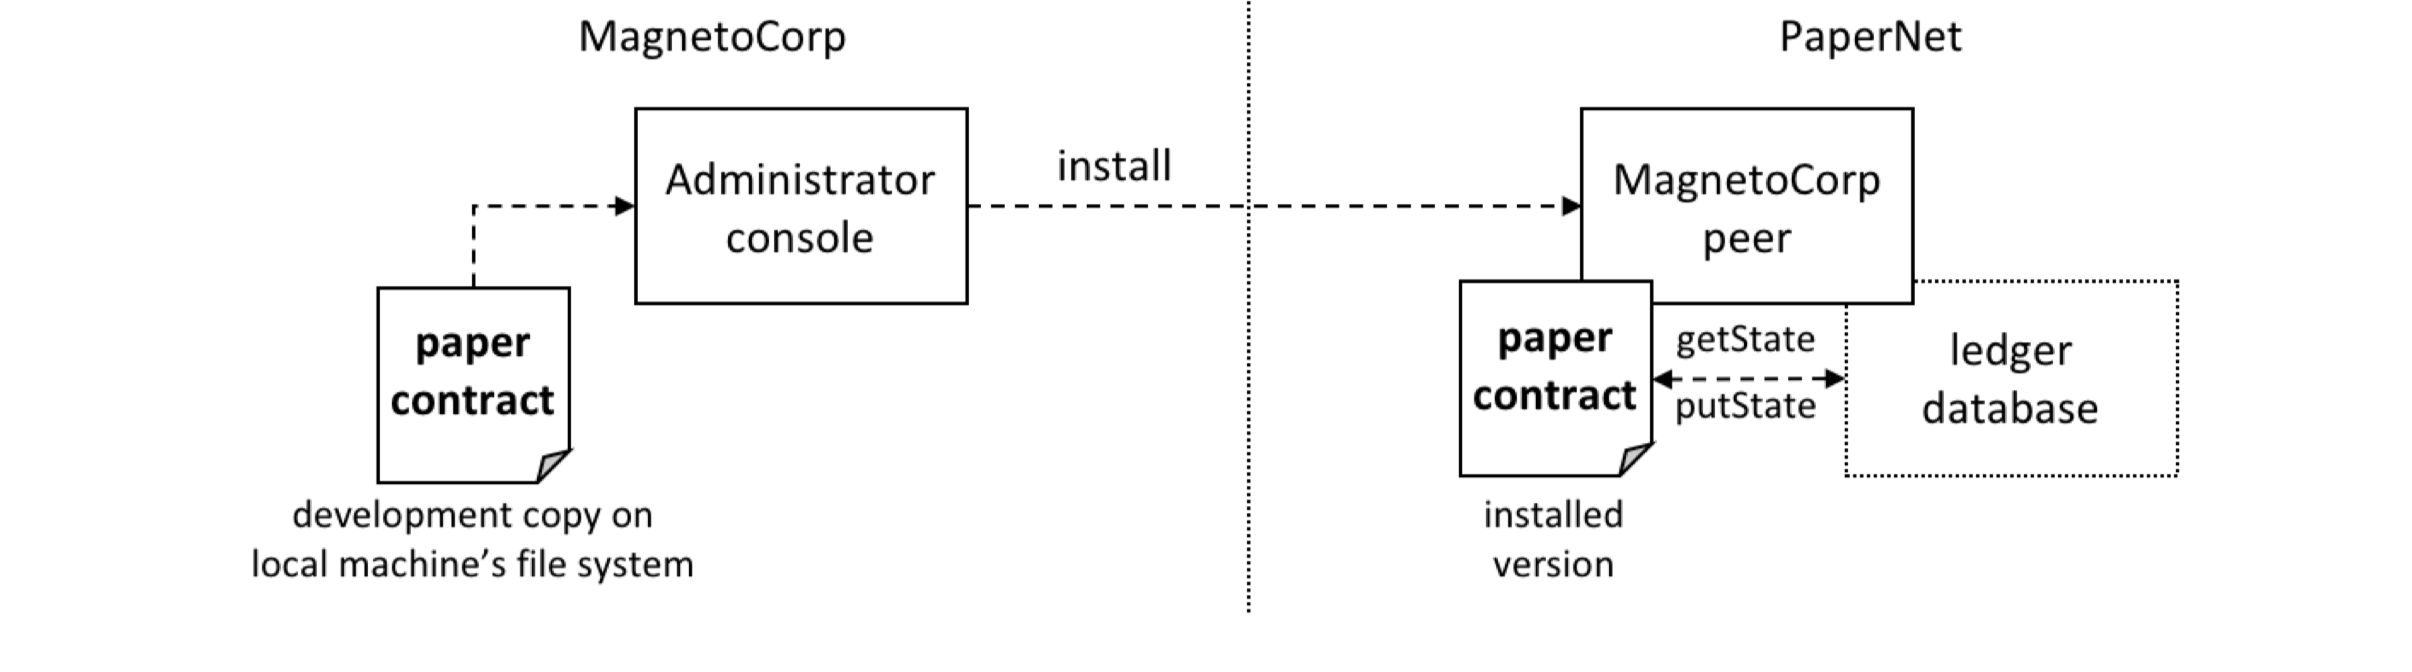 MagnetoCorp
PaperNet
Administrator
console
install
MagnetoCorp
peer
paper
contract
paper
contract
getState
putState
ledger
database
development copy on
local machine’s file system
installed
version